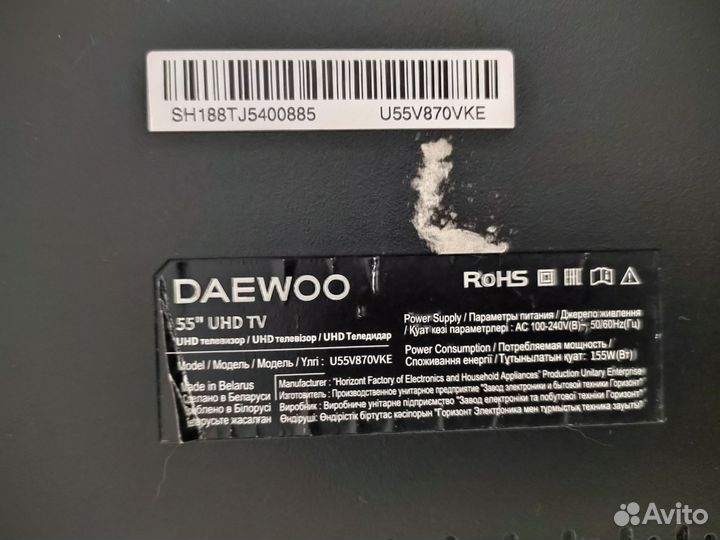 SH188TJ5400885 U55V870VKE
DAEWOO RoHS
55" UHD TV
UHD телевизор / UHD телевізор / UHD Теледидар
Model / Модель / Модель / Үлгі : U55V870VKE
Power Supply / Параметры питания / Джерело живлення
/ Қуат көзі параметрлері : AC 100-240V(В)~, 50/60Hz(Гц)
Power Consumption / Потребляемая мощность /
Споживання енергії / Тұтынылатын қуат: 155W(Вт)
Made in Belarus
Сделано в Беларуси
роблено в Білорусі
еларусьте жасалған
Manufacturer : "Horizont Factory of Electronics and Household Appliances" Production Unitary Enterprise
Изготовитель : Производственное унитарное предприятие "Завод электроники и бытовой техники Горизонт"
Виробник : Виробниче унітарне підприємство "Завод електроніки та побутової техніки Горизонт"
Өндіруші: Өндірістік біртұтас кәсіпорын "Горизонт Электроника мен тұрмыстық техника зауыты"
Avito